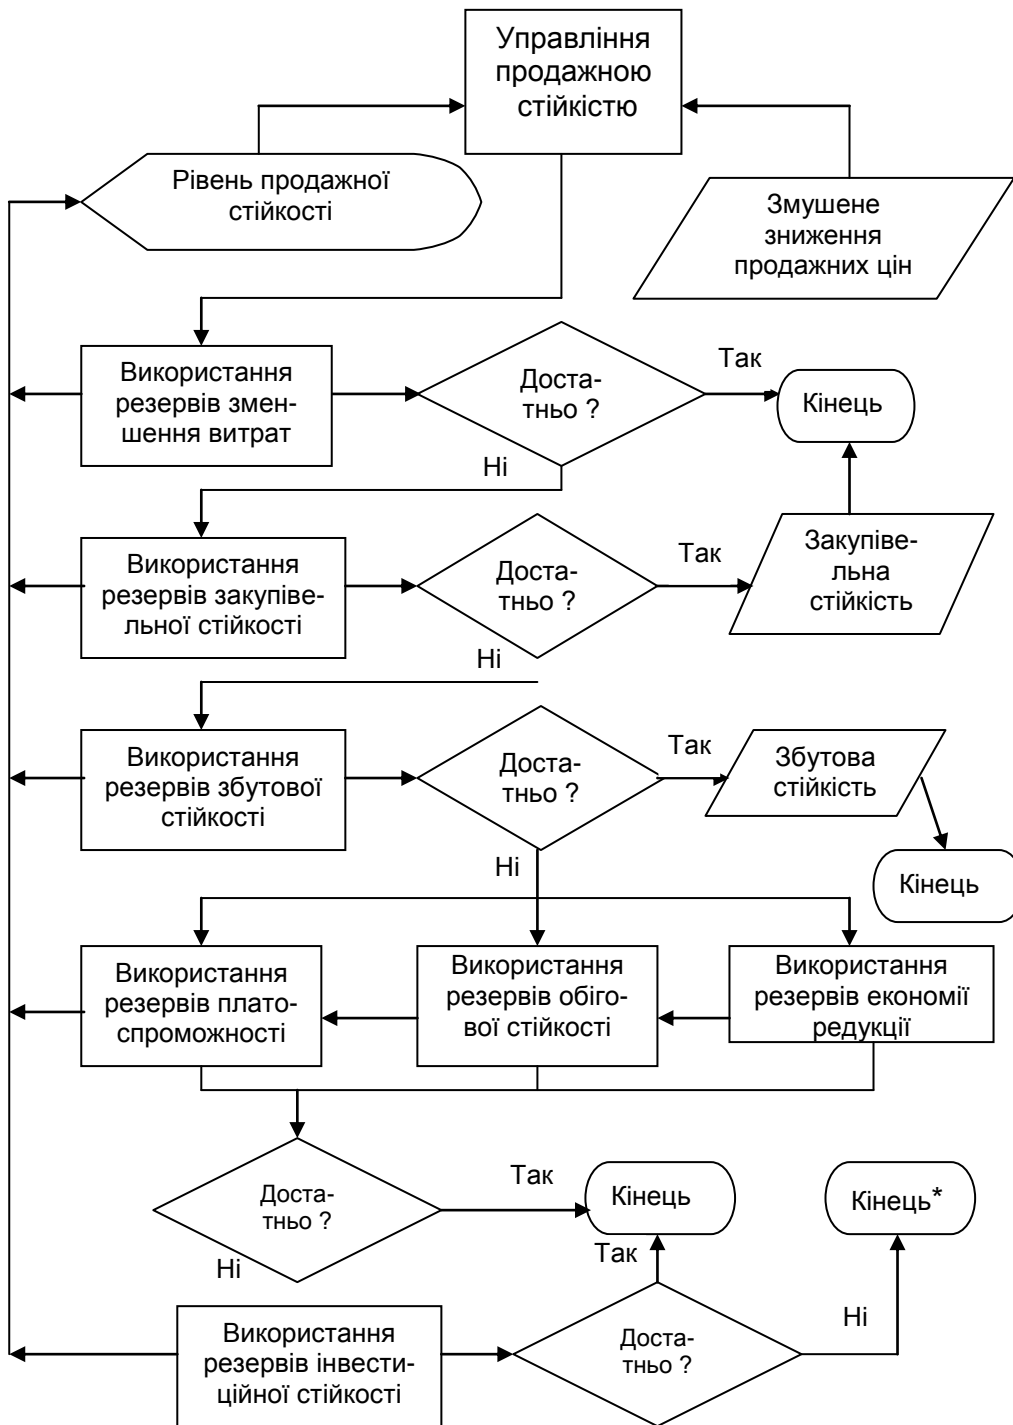 Управління
продажною
стійкістю
Рівень продажної
стійкості
Змушене
зниження
продажних цін
Використання
резервів змен-
шення витрат
Доста-
тньо ?
Так
Кінець
Ні
Використання
резервів закупіве-
льної стійкості
Доста-
тньо ?
Так
Закупіве-
льна
стійкість
Ні
Використання
резервів збутової
стійкості
Доста-
тньо ?
Так
Збутова
стійкість
Кінець
Ні
Використання
резервів плато-
спроможності
Використання
резервів обіго-
вої стійкості
Використання
резервів економії
редукції
Доста-
тньо ?
Так
Кінець
Кінець*
Ні
Так
Використання
резервів інвести-
ційної стійкості
Доста-
тньо ?
Ні